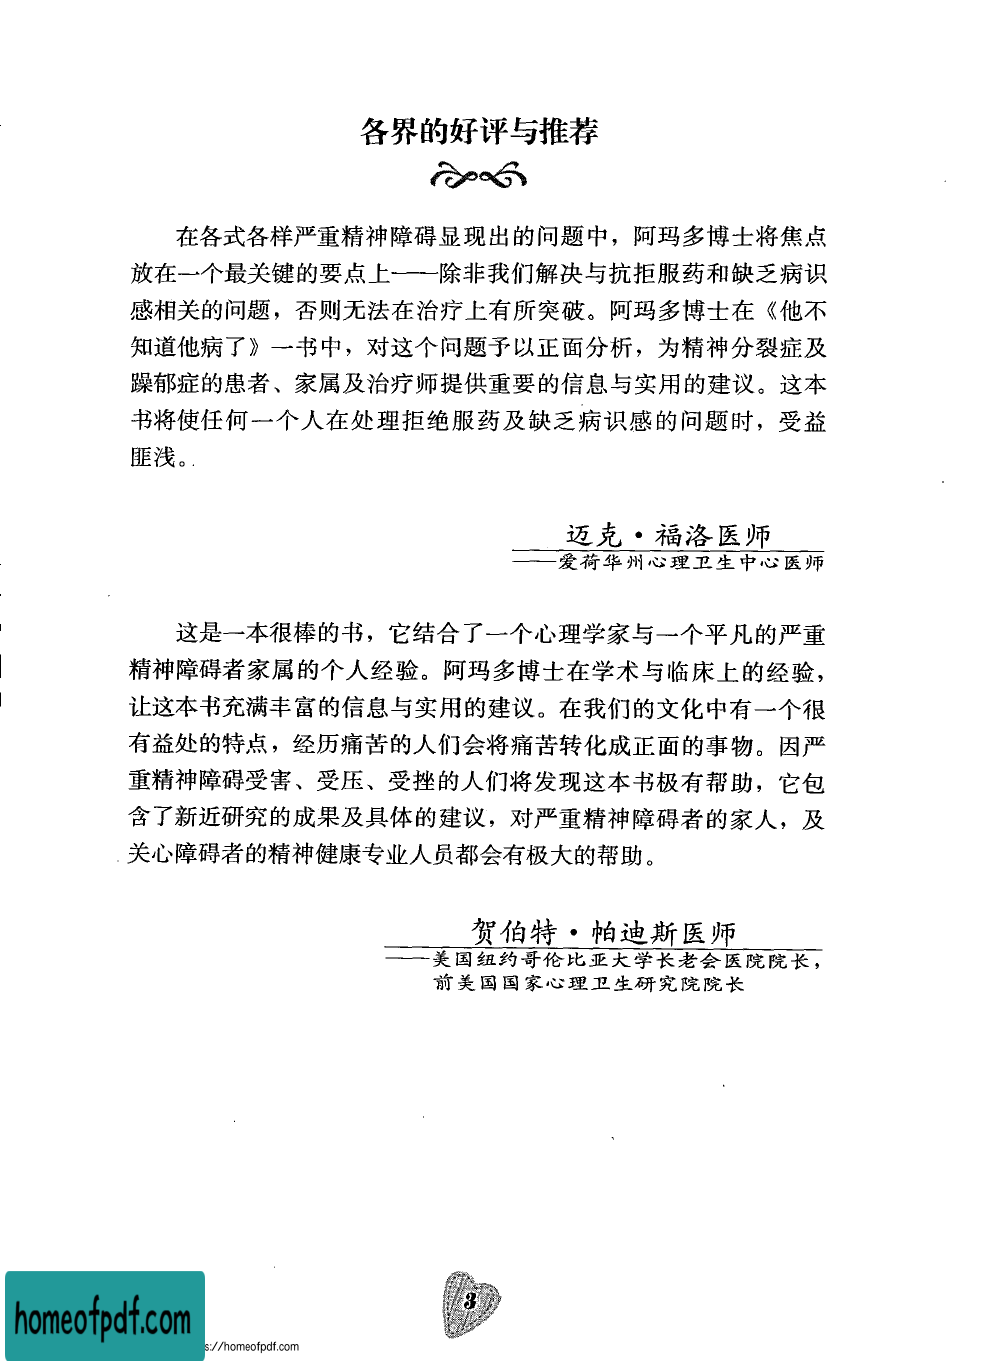 各界的好评与推荐
在各式各样严重精神障碍显现出的问题中，阿玛多博士将焦点
放在一个最关键的要点上——除非我们解决与抗拒服药和缺乏病识
感相关的问题，否则无法在治疗上有所突破。阿玛多博士在《他不
知道他病了》一书中，对这个问题予以正面分析，为精神分裂症及
躁郁症的患者、家属及治疗师提供重要的信息与实用的建议。这本
书将使任何一个人在处理拒绝服药及缺乏病识感的问题时，受益
匪浅。
迈克·福洛医师
——爱荷华州心理卫生中心医师
这是一本很棒的书，它结合了一个心理学家与一个平凡的严重
精神障碍者家属的个人经验。阿玛多博士在学术与临床上的经验，
让这本书充满丰富的信息与实用的建议。在我们的文化中有一个很
有益处的特点，经历痛苦的人们会将痛苦转化成正面的事物。因严
重精神障碍受害、受压、受挫的人们将发现这本书极有帮助，它包
含了新近研究的成果及具体的建议，对严重精神障碍者的家人，及
关心障碍者的精神健康专业人员都会有极大的帮助。
贺伯特·帕迪斯医师
——美国纽约哥伦比亚大学长老会医院院长，
前美国国家心理卫生研究院院长
3
homeofpdf.com
s://homeofpdf.com